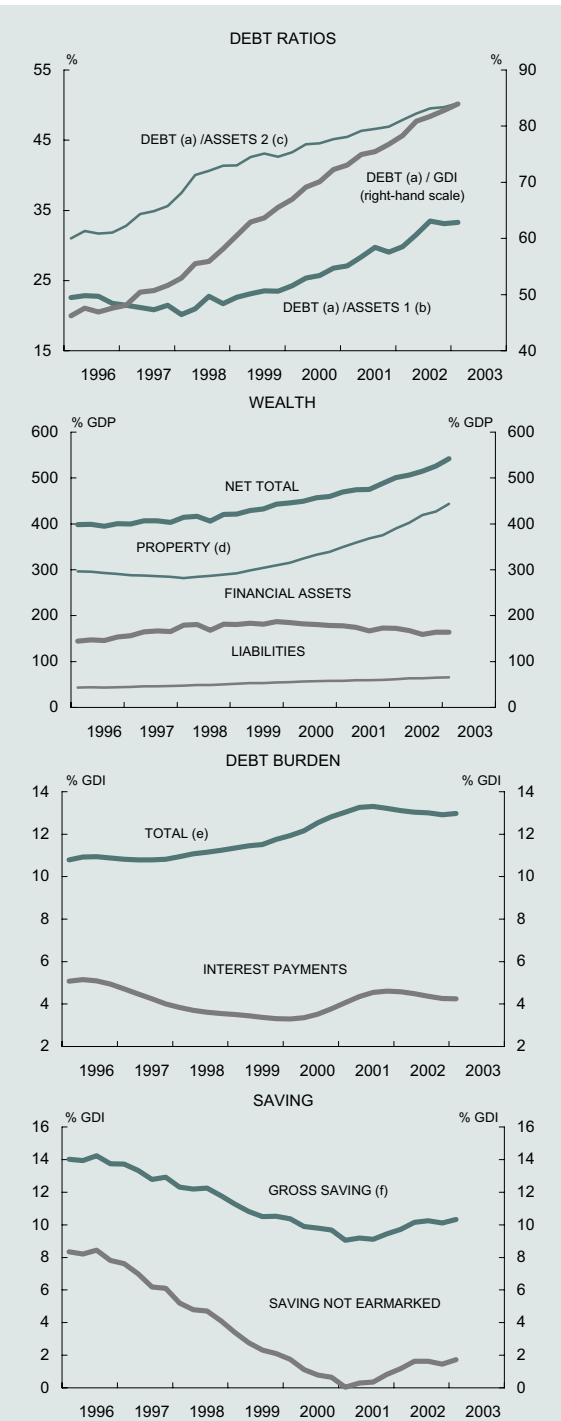 DEBT RATIOS
% %
55 90
45 80
35 70
25 60
15 50
40
DEBT (a) /ASSETS 2 (c)
DEBT (a) / GDI
(right-hand scale)
DEBT (a) /ASSETS 1 (b)
1996 1997 1998 1999 2000 2001 2002 2003
WEALTH
% GDP % GDP
600 600
500 500
400 400
300 300
200 200
100 100
0 0
NET TOTAL
PROPERTY (d)
FINANCIAL ASSETS
LIABILITIES
1996 1997 1998 1999 2000 2001 2002 2003
DEBT BURDEN
% GDI % GDI
14 14
12 12
10 10
8 8
6 6
4 4
2 2
TOTAL (e)
INTEREST PAYMENTS
1996 1997 1998 1999 2000 2001 2002 2003
SAVING
% GDI % GDI
16 16
14 14
12 12
10 10
8 8
6 6
4 4
2 2
0 0
GROSS SAVING (f)
SAVING NOT EARMARKED
1996 1997 1998 1999 2000 2001 2002 2003